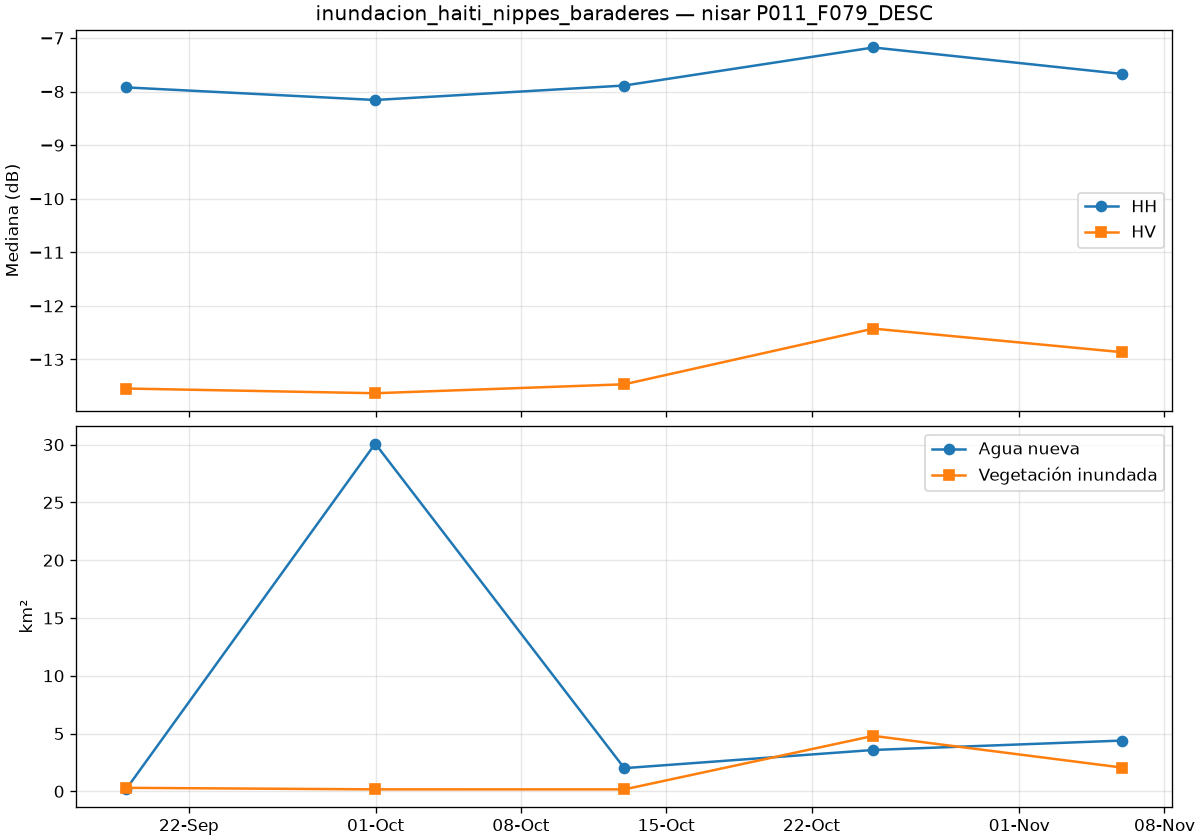 inundacion_haiti_nippes_baraderes — nisar P011_F079_DESC
−7
−8
−9
−10
−11
−12
−13
Mediana (dB)
HH
HV
30
25
20
15
10
5
0
km²
Agua nueva
Vegetación inundada
22-Sep
01-Oct
08-Oct
15-Oct
22-Oct
01-Nov
08-Nov